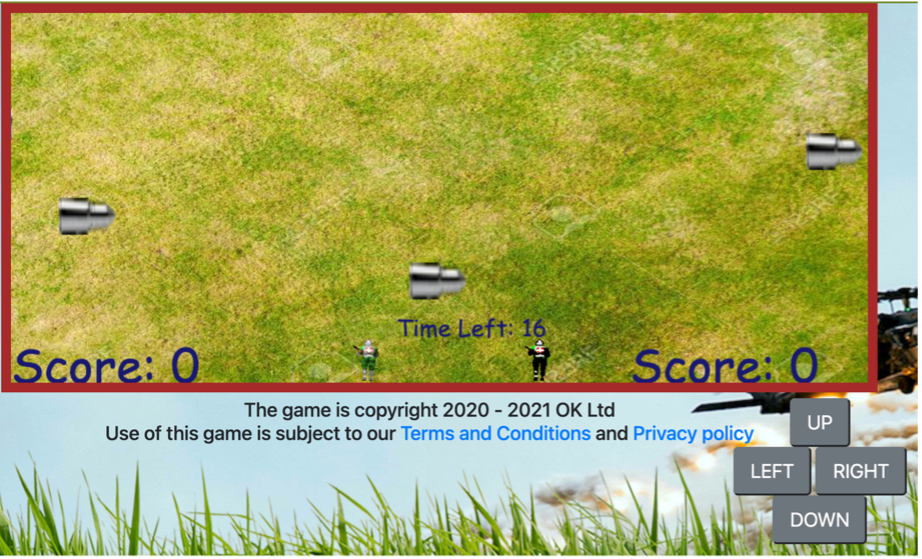 Time Left: 16
Score: 0
Score: 0
The game is copyright 2020 - 2021 OK Ltd
Use of this game is subject to our Terms and Conditions and Privacy policy
UP
LEFT
RIGHT
DOWN